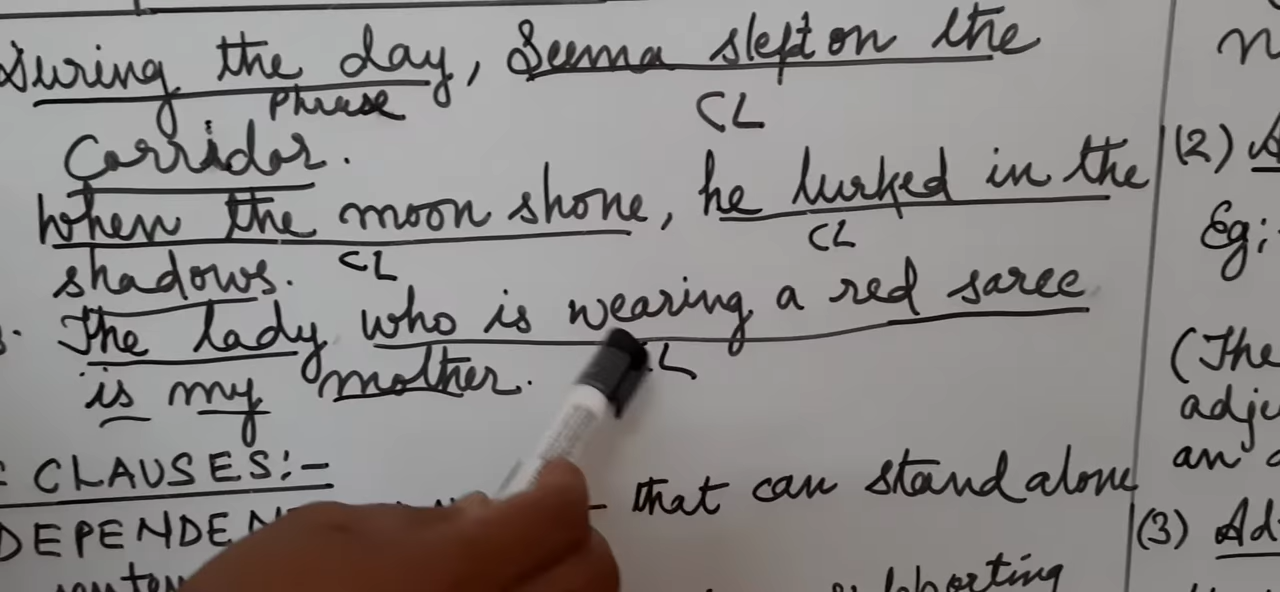 During the day, Seema slept on the
Phrase CL
Corridor.
When the moon shone, he lurked in the
CL CL
shadows.
The lady who is wearing a red saree
is my mother.
CLAUSES:-
- that can stand alone
n
(2)
Eg:
(The
an
(3) Ad